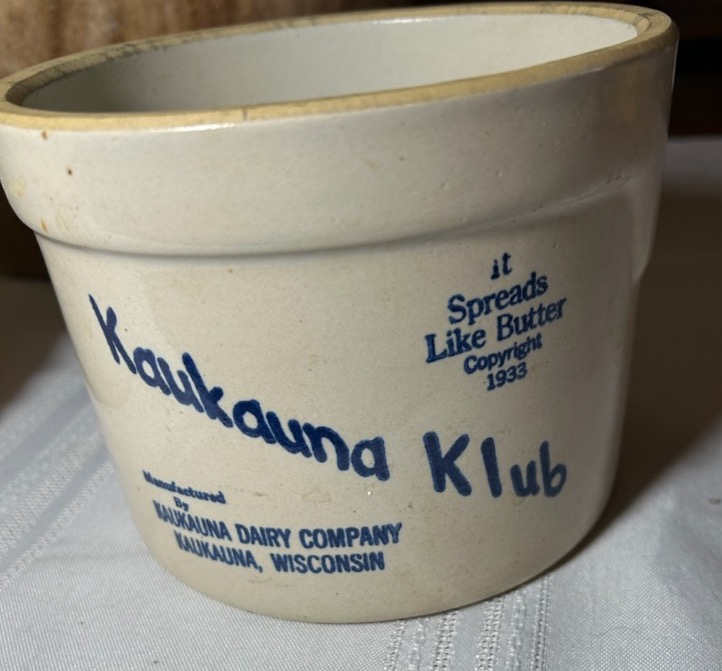 it
Spreads
Like Butter
Copyright
1933
Kaukauna Klub
Manufactured
By
KAUKAUNA DAIRY COMPANY
KAUKAUNA, WISCONSIN